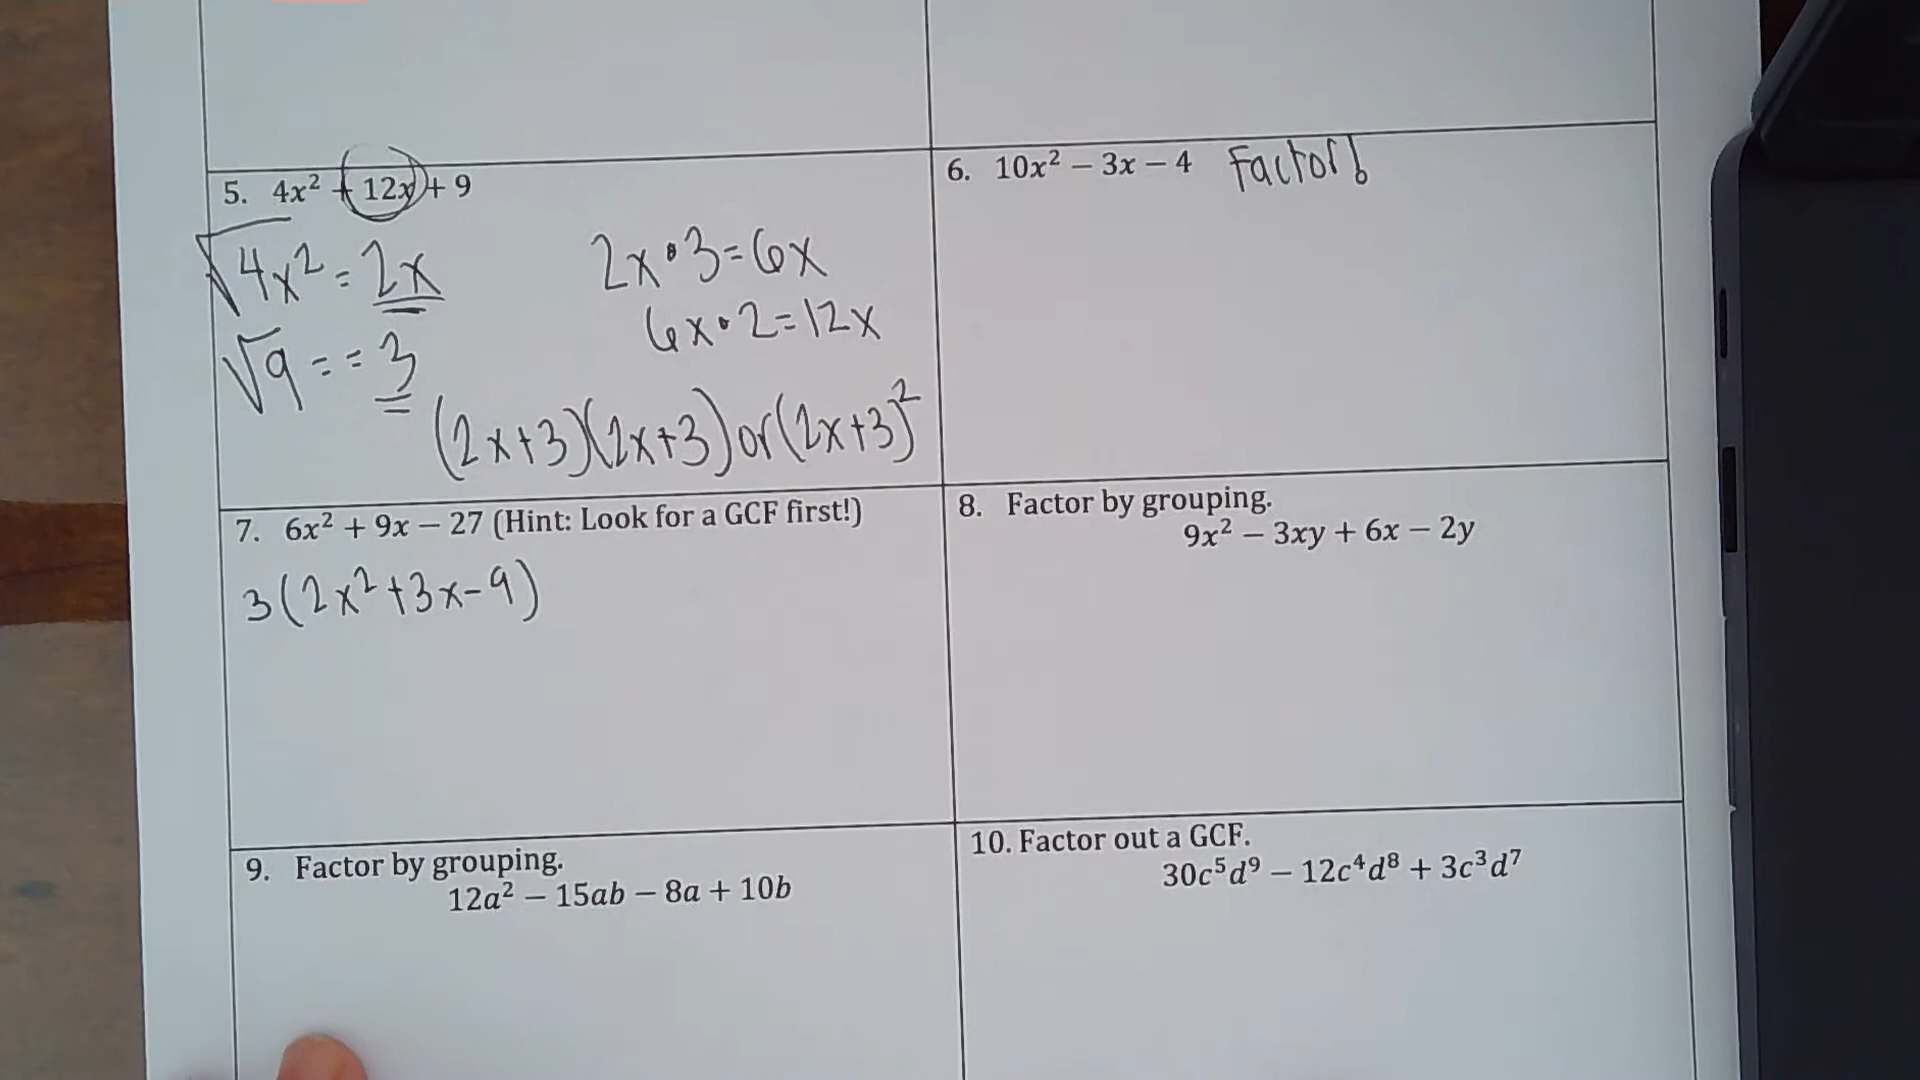 5. 4x² + 12x + 9
√4x² = 2x
√9 = = 3
2x • 3 = 6x
6x • 2 = 12x
(2x+3)(2x+3) or (2x+3)²
6. 10x² − 3x − 4 Factor!
7. 6x² + 9x − 27 (Hint: Look for a GCF first!)
3(2x²+3x-9)
8. Factor by grouping.
9x² − 3xy + 6x − 2y
9. Factor by grouping.
12a² − 15ab − 8a + 10b
10. Factor out a GCF.
30c⁵d⁹ − 12c⁴d⁸ + 3c³d⁷